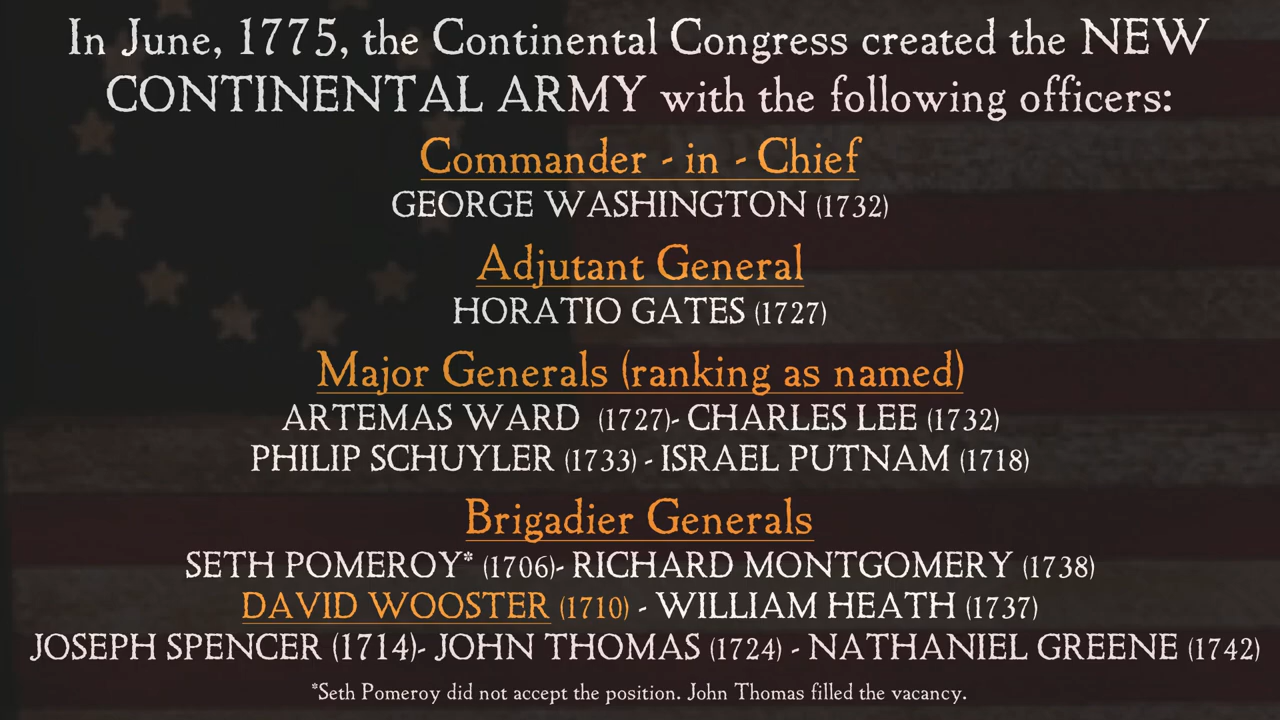 In June, 1775, the Continental Congress created the NEW
CONTINENTAL ARMY with the following officers:
Commander - in - Chief
GEORGE WASHINGTON (1732)
Adjutant General
HORATIO GATES (1727)
Major Generals (ranking as named)
ARTEMAS WARD (1727)- CHARLES LEE (1732)
PHILIP SCHUYLER (1733) - ISRAEL PUTNAM (1718)
Brigadier Generals
SETH POMEROY* (1706)- RICHARD MONTGOMERY (1738)
DAVID WOOSTER (1710) - WILLIAM HEATH (1737)
JOSEPH SPENCER (1714)- JOHN THOMAS (1724) - NATHANIEL GREENE (1742)
*Seth Pomeroy did not accept the position. John Thomas filled the vacancy.